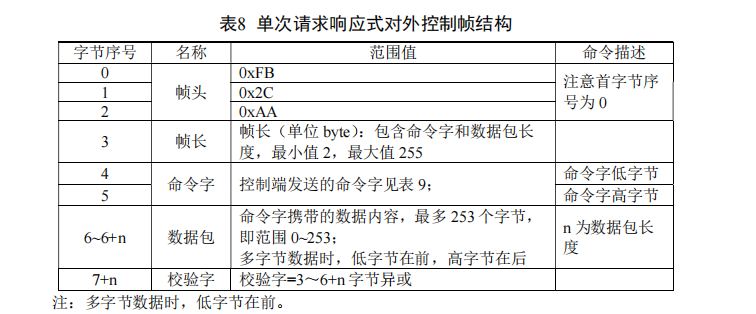 表8 单次请求响应式对外控制帧结构
字节序号 名称 范围值 命令描述
0 帧头 0xFB 注意首字节序号为 0
1 0x2C
2 0xAA
3 帧长 帧长（单位 byte）：包含命令字和数据包长
度，最小值 2，最大值 255
4 命令字 控制端发送的命令字见表 9； 命令字低字节
5 命令字高字节
6~6+n 数据包 命令字携带的数据内容，最多 253 个字节，
即范围 0~253；
多字节数据时，低字节在前，高字节在后
n 为数据包长
度
7+n 校验字 校验字=3～6+n 字节异或
注：多字节数据时，低字节在前。